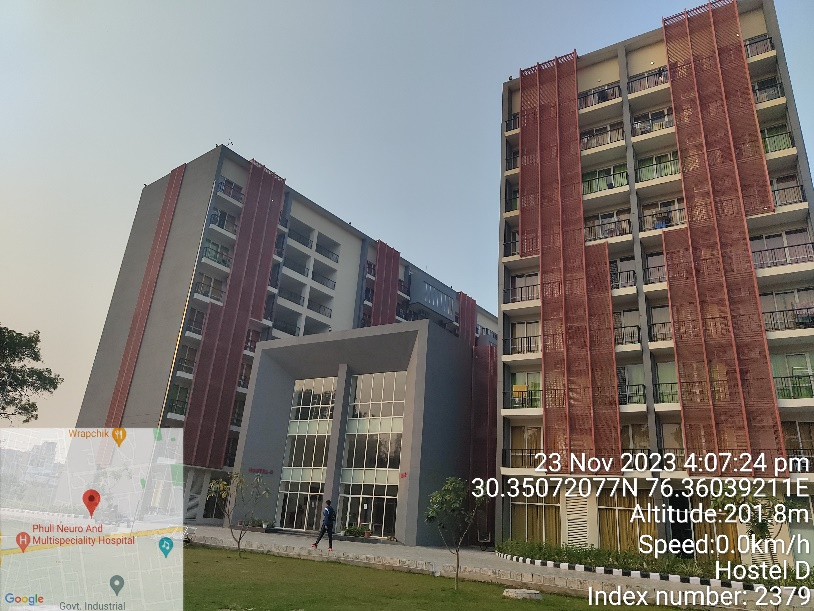 Wrapchik
Phull Neuro And
Multispeciality Hospital
Google
Govt. Industrial
23 Nov 2023 4:07:24 pm
30.35072077N 76.36039211E
Altitude:201.8m
Speed:0.0km/h
Hostel D
Index number: 2379